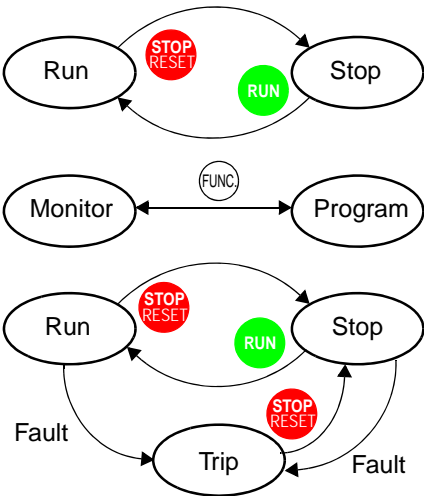 STOP
RESET
Run
Stop
RUN
FUNC.
Monitor
Program
STOP
RESET
Run
Stop
RUN
STOP
RESET
Fault
Trip
Fault